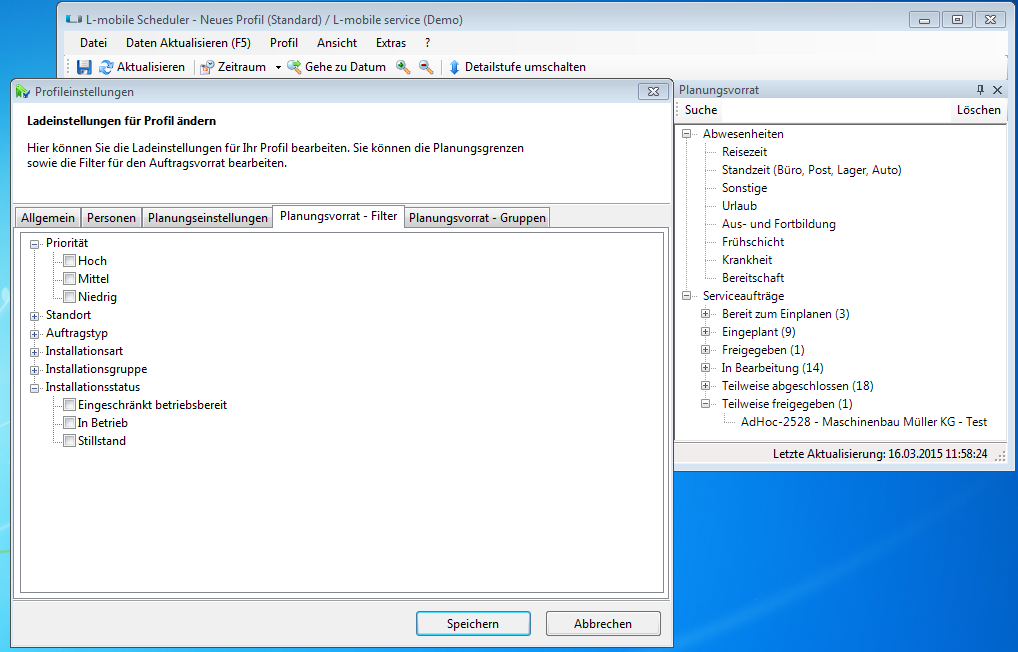 L-mobile Scheduler - Neues Profil (Standard) / L-mobile service (Demo)
Datei Daten Aktualisieren (F5) Profil Ansicht Extras ?
Aktualisieren Zeitraum Gehe zu Datum Detailstufe umschalten
Profileinstellungen
Ladeinstellungen für Profil ändern
Hier können Sie die Ladeinstellungen für Ihr Profil bearbeiten. Sie können die Planungsgrenzen
sowie die Filter für den Auftragsvorrat bearbeiten.
Allgemein Personen Planungseinstellungen Planungsvorrat - Filter Planungsvorrat - Gruppen
Priorität
Hoch
Mittel
Niedrig
Standort
Auftragstyp
Installationsart
Installationsgruppe
Installationsstatus
Eingeschränkt betriebsbereit
In Betrieb
Stillstand
Speichern Abbrechen
Planungsvorrat
Suche Löschen
Abwesenheiten
Reisezeit
Standzeit (Büro, Post, Lager, Auto)
Sonstige
Urlaub
Aus- und Fortbildung
Frühschicht
Krankheit
Bereitschaft
Serviceaufträge
Bereit zum Einplanen (3)
Eingeplant (9)
Freigegeben (1)
In Bearbeitung (14)
Teilweise abgeschlossen (18)
Teilweise freigegeben (1)
AdHoc-2528 - Maschinenbau Müller KG - Test
Letzte Aktualisierung: 16.03.2015 11:58:24